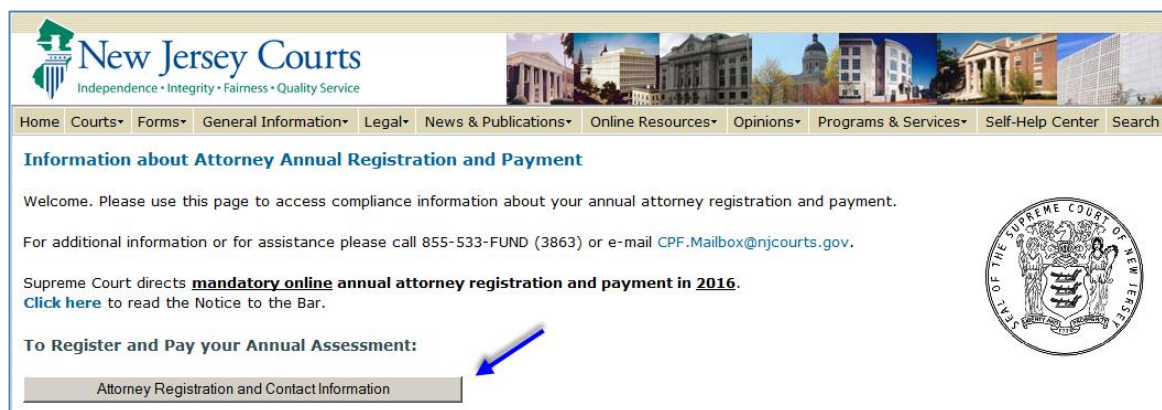 New Jersey Courts
Independence • Integrity • Fairness • Quality Service
Home Courts▾ Forms▾ General Information▾ Legal▾ News & Publications▾ Online Resources▾ Opinions▾ Programs & Services▾ Self-Help Center Search
Information about Attorney Annual Registration and Payment
Welcome. Please use this page to access compliance information about your annual attorney registration and payment.
For additional information or for assistance please call 855-533-FUND (3863) or e-mail CPF.Mailbox@njcourts.gov.
Supreme Court directs mandatory online annual attorney registration and payment in 2016.
Click here to read the Notice to the Bar.
THE SUPREME COURT OF NEW JERSEY
SEAL OF
To Register and Pay your Annual Assessment:
Attorney Registration and Contact Information